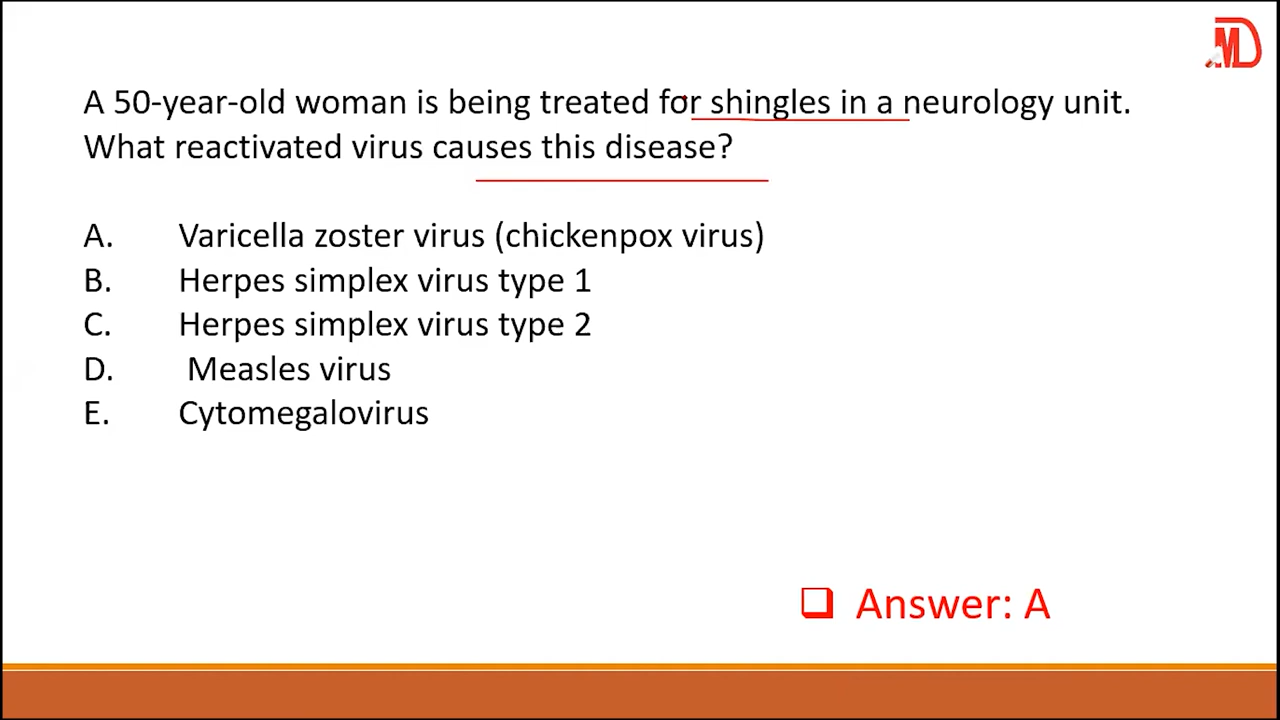 MD
A 50-year-old woman is being treated for shingles in a neurology unit.
What reactivated virus causes this disease?
A. Varicella zoster virus (chickenpox virus)
B. Herpes simplex virus type 1
C. Herpes simplex virus type 2
D. Measles virus
E. Cytomegalovirus
Answer: A